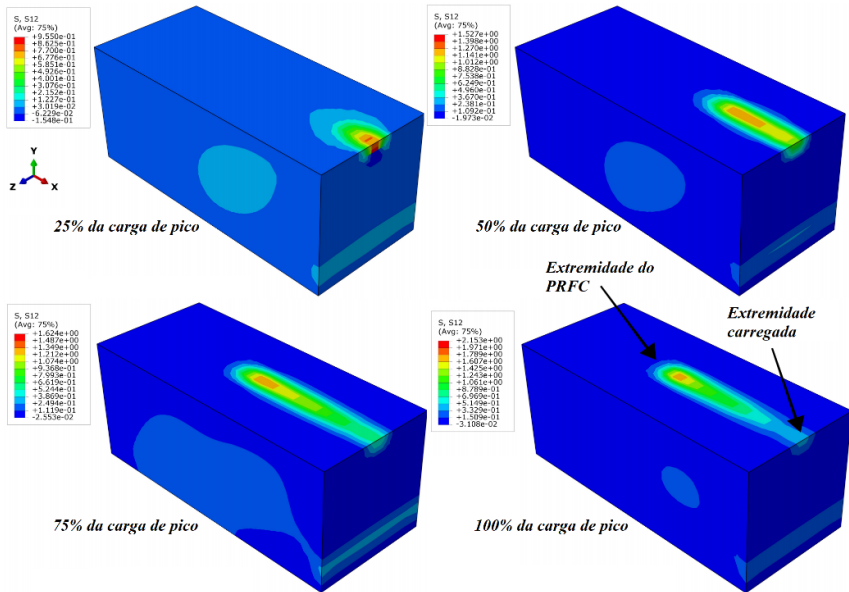 S, S12
(Avg: 75%)
+9.550e-01
+8.625e-01
+7.700e-01
+6.776e-01
+5.851e-01
+4.926e-01
+4.001e-01
+3.076e-01
+2.152e-01
+1.227e-01
+3.019e-02
-6.229e-02
-1.548e-01
Y
Z
X
25% da carga de pico
S, S12
(Avg: 75%)
+1.527e+00
+1.398e+00
+1.270e+00
+1.141e+00
+1.012e+00
+8.828e-01
+7.538e-01
+6.249e-01
+4.960e-01
+3.670e-01
+2.381e-01
+1.092e-01
-1.973e-02
50% da carga de pico
S, S12
(Avg: 75%)
+1.624e+00
+1.487e+00
+1.349e+00
+1.212e+00
+1.074e+00
+9.368e-01
+7.993e-01
+6.619e-01
+5.244e-01
+3.869e-01
+2.494e-01
+1.119e-01
-2.553e-02
75% da carga de pico
S, S12
(Avg: 75%)
+2.153e+00
+1.971e+00
+1.789e+00
+1.607e+00
+1.425e+00
+1.243e+00
+1.061e+00
+8.789e-01
+6.969e-01
+5.149e-01
+3.329e-01
+1.509e-01
-3.108e-02
Extremidade do
PRFC
Extremidade
carregada
100% da carga de pico